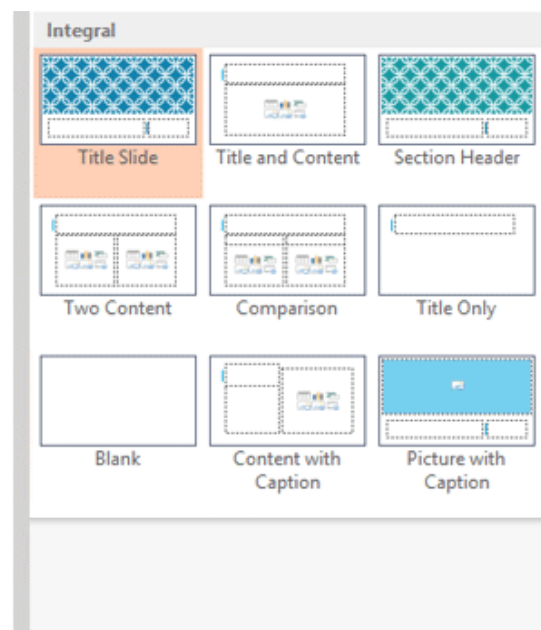 Integral
Title Slide
Title and Content
Section Header
Two Content
Comparison
Title Only
Blank
Content with
Caption
Picture with
Caption